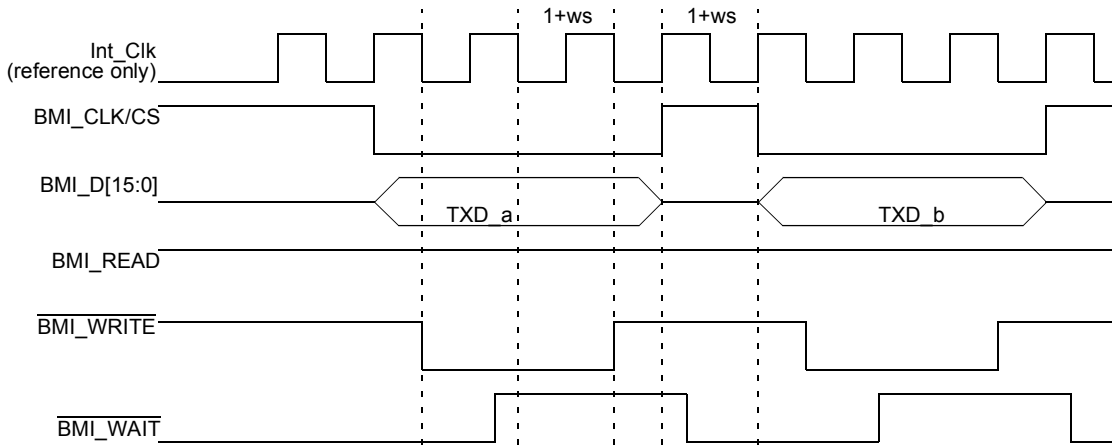 1+ws 1+ws
Int_Clk
(reference only)
BMI_CLK/CS
BMI_D[15:0]
TXD_a TXD_b
BMI_READ
BMI_WRITE
BMI_WAIT